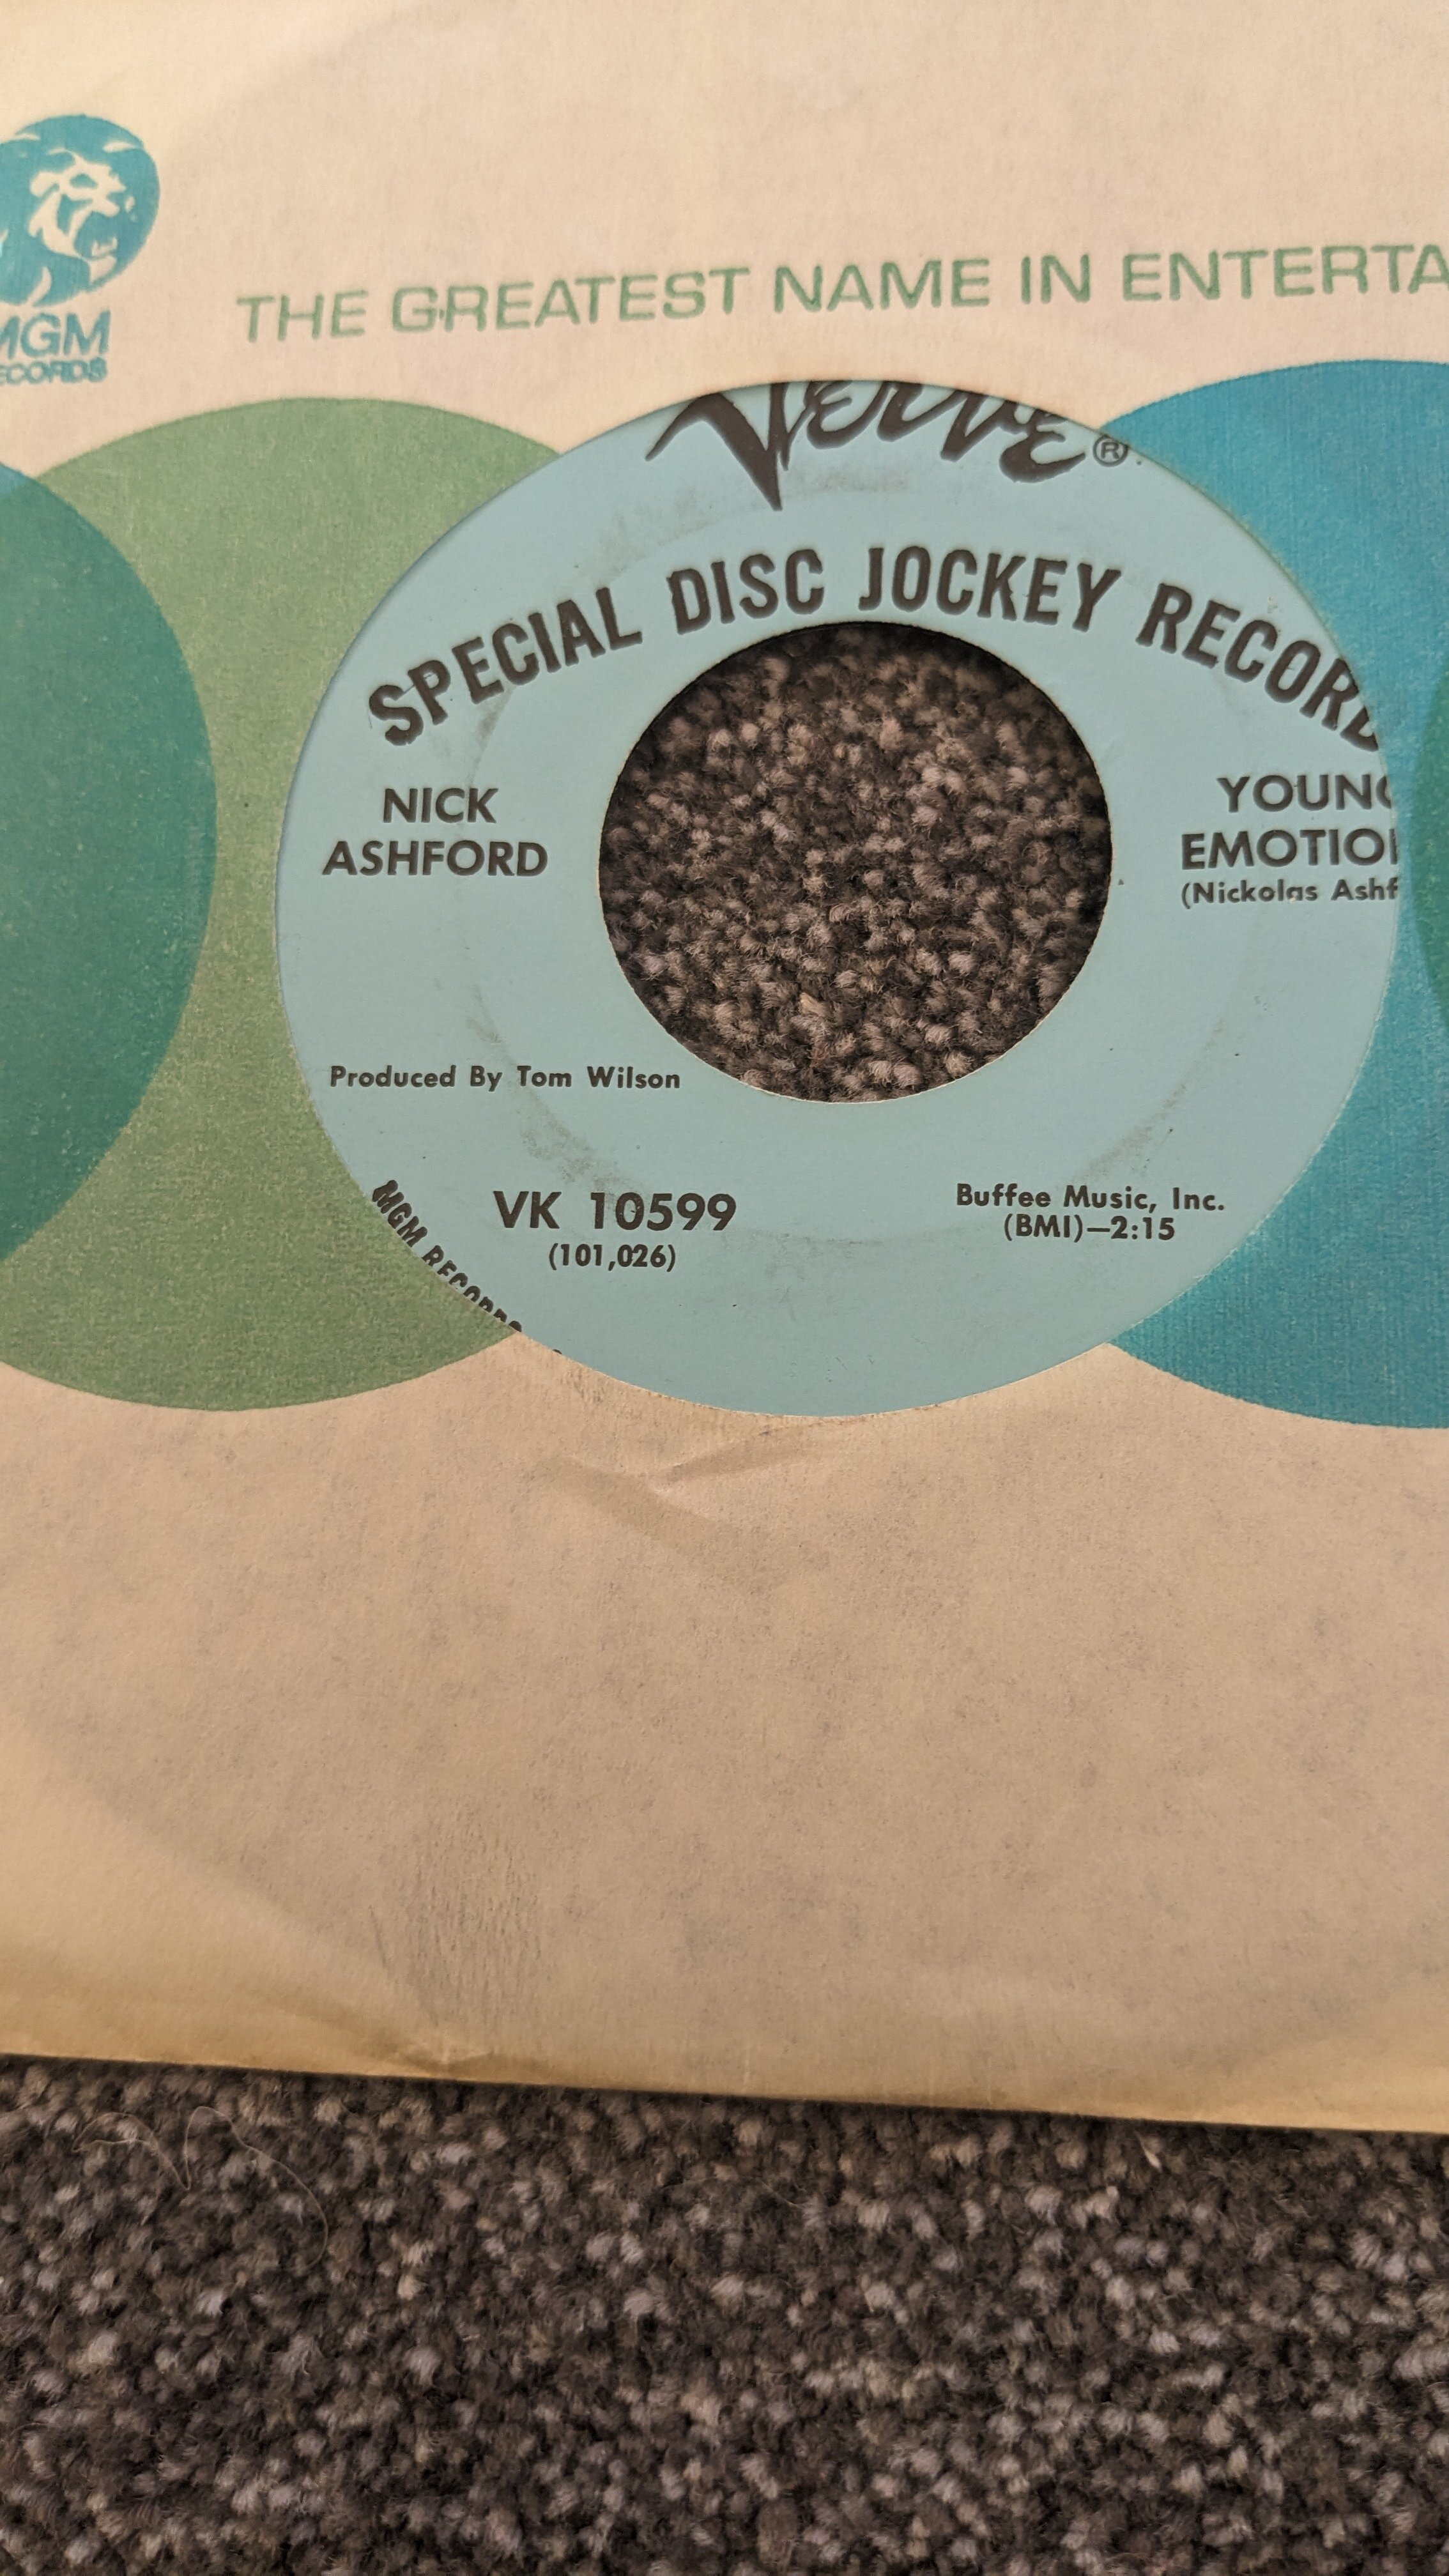 MGM
RECORDS
THE GREATEST NAME IN ENTERTA
Verve®
SPECIAL DISC JOCKEY RECORD
NICK
ASHFORD
YOUNG
EMOTION
(Nickolas Ashf
Produced By Tom Wilson
VK 10599
(101,026)
Buffee Music, Inc.
(BMI)—2:15
MGM RECORDS